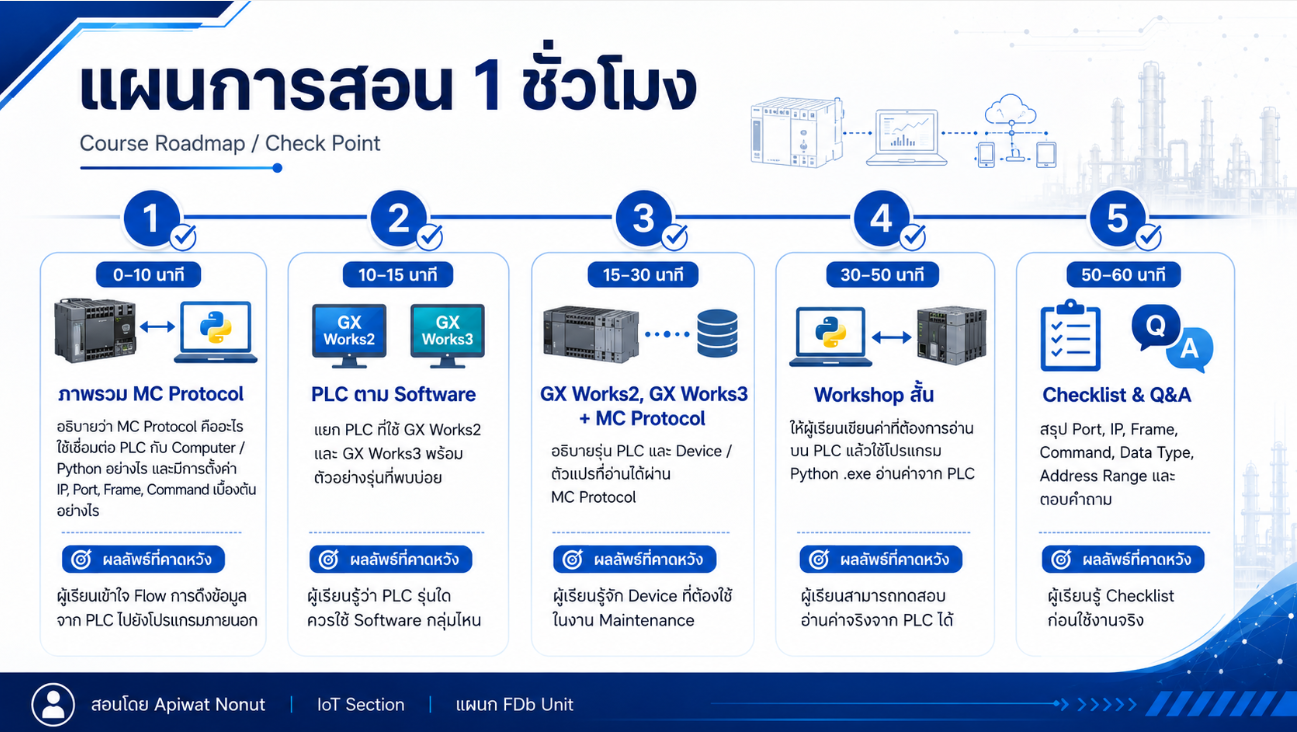 แผนการสอน 1 ชั่วโมง
Course Roadmap / Check Point
1
0–10 นาที
ภาพรวม MC Protocol
อธิบายว่า MC Protocol คืออะไร
ใช้เชื่อมต่อ PLC กับ Computer /
Python อย่างไร และมีการตั้งค่า
IP, Port, Frame, Command เบื้องต้น
อย่างไร
ผลลัพธ์ที่คาดหวัง
ผู้เรียนเข้าใจ Flow การดึงข้อมูล
จาก PLC ไปยังโปรแกรมภายนอก
2
10–15 นาที
GX
Works2
GX
Works3
PLC ตาม Software
แยก PLC ที่ใช้ GX Works2
และ GX Works3 พร้อม
ตัวอย่างรุ่นที่พบบ่อย
ผลลัพธ์ที่คาดหวัง
ผู้เรียนรู้ว่า PLC รุ่นใด
ควรใช้ Software กลุ่มไหน
3
15–30 นาที
GX Works2, GX Works3
+ MC Protocol
อธิบายรุ่น PLC และ Device /
ตัวแปรที่อ่านได้ผ่าน
MC Protocol
ผลลัพธ์ที่คาดหวัง
ผู้เรียนรู้จัก Device ที่ต้องใช้
ในงาน Maintenance
4
30–50 นาที
Workshop สั้น
ให้ผู้เรียนเขียนค่าที่ต้องการอ่าน
บน PLC แล้วใช้โปรแกรม
Python .exe อ่านค่าจาก PLC
ผลลัพธ์ที่คาดหวัง
ผู้เรียนสามารถทดสอบ
อ่านค่าจริงจาก PLC ได้
5
50–60 นาที
Q
A
Checklist & Q&A
สรุป Port, IP, Frame,
Command, Data Type,
Address Range และ
ตอบคำถาม
ผลลัพธ์ที่คาดหวัง
ผู้เรียนรู้ Checklist
ก่อนใช้งานจริง
สอนโดย Apiwat Nonut | IoT Section | แผนก FDb Unit